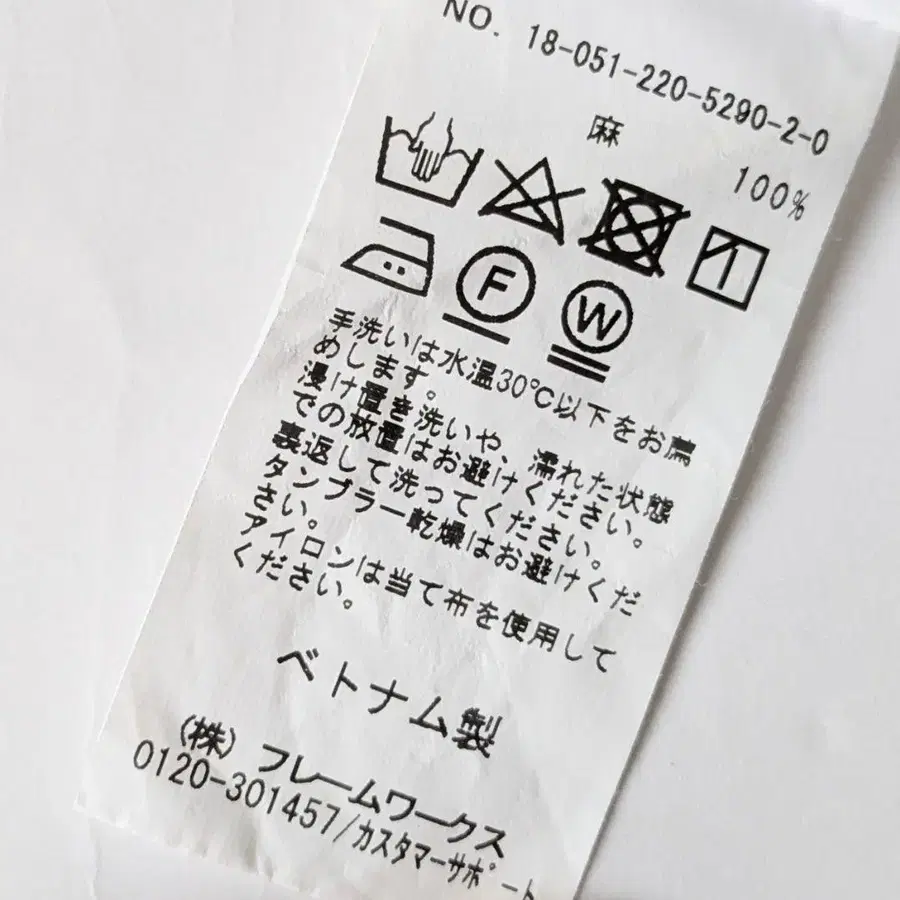 NO. 18-051-220-5290-2-0
麻
100%
F
W
手洗いは水温30℃以下をお薦
めします。
浸け置き洗いや、濡れた状態
での放置はお避けください。
裏返して洗ってください。
タンブラー乾燥はお避けくだ
さい。
アイロンは当て布を使用して
ください。
ベトナム製
(株) フレームワークス
0120-301457/カスタマーサポート